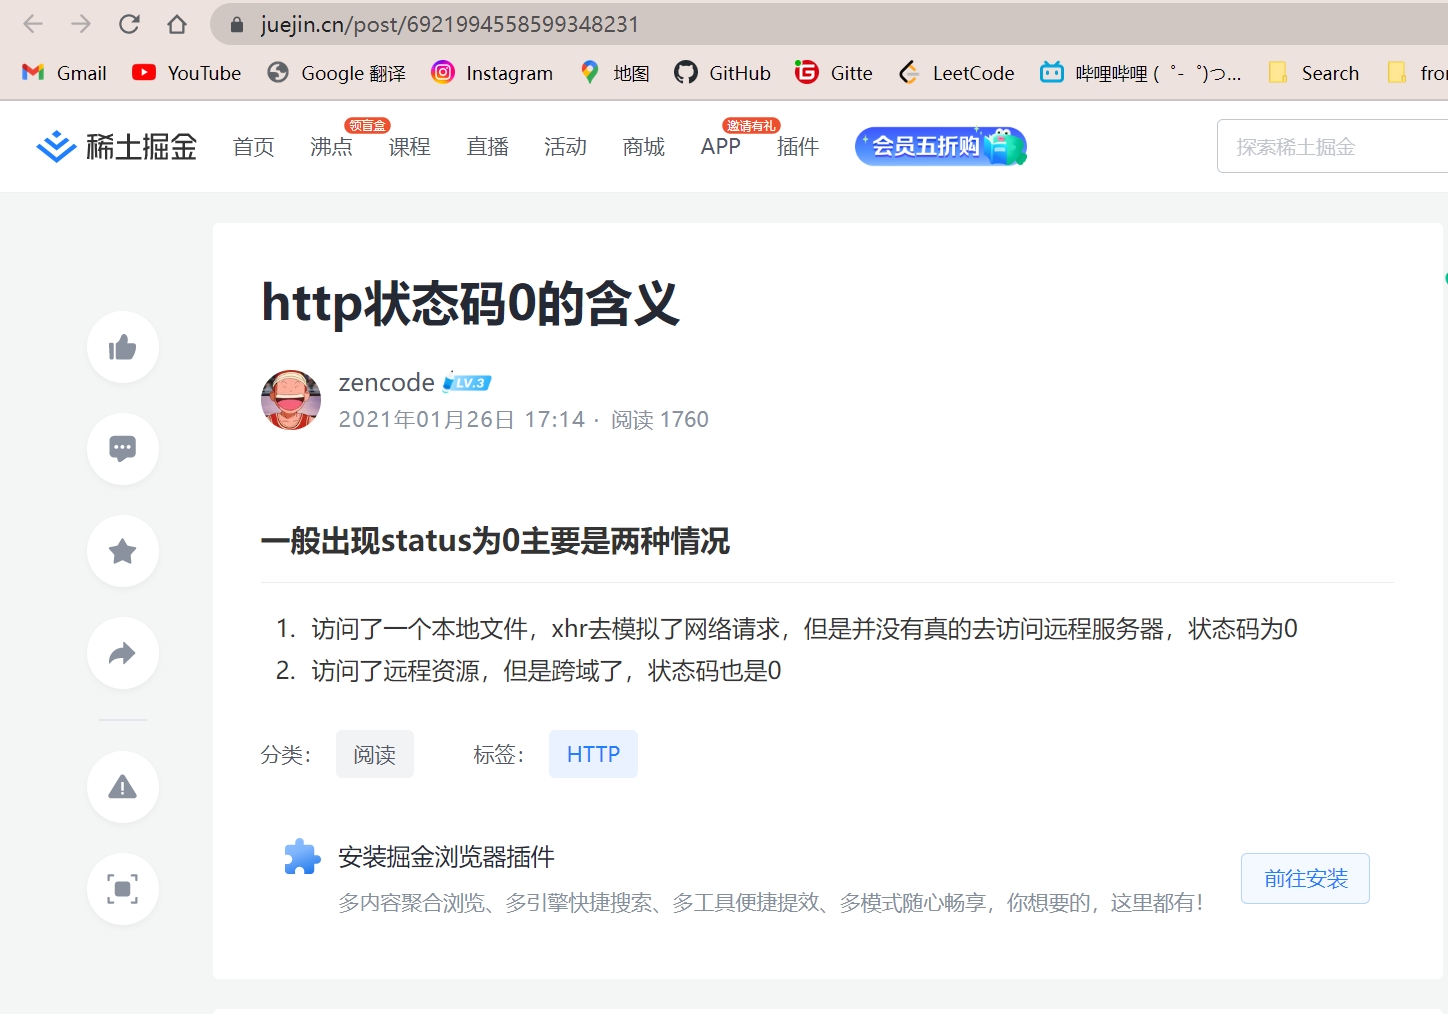 juejin.cn/post/6921994558599348231
Gmail YouTube Google 翻译 Instagram 地图 GitHub Gitte LeetCode 哔哩哔哩 ( ゜- ゜)つ... Search fror
稀土掘金 首页 沸点 领盲盒 课程 直播 活动 商城 APP 邀请有礼 插件 会员五折购 探索稀土掘金
http状态码0的含义
zencode LV.3
2021年01月26日 17:14 · 阅读 1760
一般出现status为0主要是两种情况
1. 访问了一个本地文件，xhr去模拟了网络请求，但是并没有真的去访问远程服务器，状态码为0
2. 访问了远程资源，但是跨域了，状态码也是0
分类： 阅读 标签： HTTP
安装掘金浏览器插件
多内容聚合浏览、多引擎快捷搜索、多工具便捷提效、多模式随心畅享，你想要的，这里都有！
前往安装